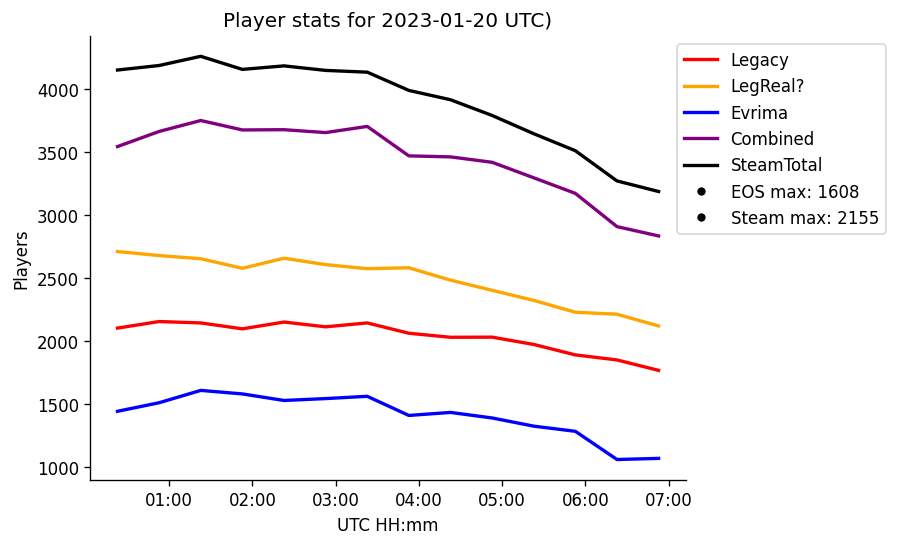 Player stats for 2023-01-20 UTC)
Legacy
LegReal?
Evrima
Combined
SteamTotal
EOS max: 1608
Steam max: 2155
Players
4000
3500
3000
2500
2000
1500
1000
01:00 02:00 03:00 04:00 05:00 06:00 07:00
UTC HH:mm